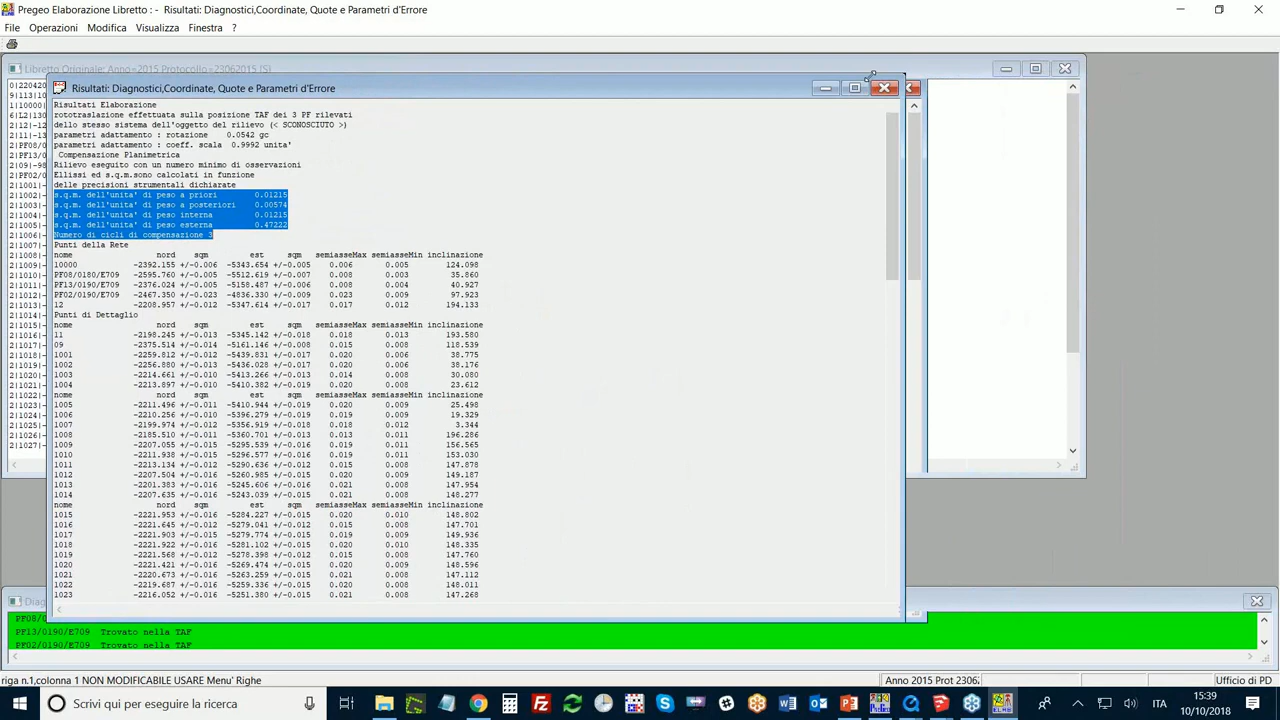 Pregeo Elaborazione Libretto : - Risultati: Diagnostici,Coordinate, Quote e Parametri d'Errore
File Operazioni Modifica Visualizza Finestra ?
Libretto Originale: Anno=2015 Protocollo=23062015 (S)
Risultati: Diagnostici,Coordinate, Quote e Parametri d'Errore
Risultati Elaborazione
rototraslazione effettuata sulla posizione TAF dei 3 PF rilevati
dello stesso sistema dell'oggetto del rilievo (< SCONOSCIUTO >)
parametri adattamento : rotazione 0.0542 gc
parametri adattamento : coeff. scala 0.9992 unita'
Compensazione Planimetrica
Rilievo eseguito con un numero minimo di osservazioni
Ellissi ed s.q.m.sono calcolati in funzione
delle precisioni strumentali dichiarate
s.q.m. dell'unita' di peso a priori 0.01215
s.q.m. dell'unita' di peso a posteriori 0.00574
s.q.m. dell'unita' di peso interna 0.01215
s.q.m. dell'unita' di peso esterna 0.47222
Numero di cicli di compensazione 3
Punti della Rete
nome nord sqm est sqm semiasseMax semiasseMin inclinazione
10000 -2392.155 +/-0.006 -5343.654 +/-0.005 0.006 0.005 124.098
PF08/0180/E709 -2595.760 +/-0.005 -5512.619 +/-0.007 0.008 0.003 35.860
PF13/0190/E709 -2376.024 +/-0.005 -5158.487 +/-0.006 0.008 0.004 40.927
PF02/0190/E709 -2467.350 +/-0.023 -4836.330 +/-0.009 0.023 0.009 97.923
12 -2208.957 +/-0.012 -5347.614 +/-0.017 0.017 0.012 194.133
Punti di Dettaglio
nome nord sqm est sqm semiasseMax semiasseMin inclinazione
11 -2198.245 +/-0.013 -5345.142 +/-0.018 0.018 0.013 193.580
09 -2375.514 +/-0.014 -5161.146 +/-0.008 0.015 0.008 118.539
1001 -2259.812 +/-0.012 -5439.831 +/-0.017 0.020 0.006 38.775
1002 -2256.880 +/-0.012 -5436.028 +/-0.017 0.020 0.006 38.176
1003 -2214.661 +/-0.010 -5413.266 +/-0.013 0.014 0.008 30.080
1004 -2213.897 +/-0.010 -5410.382 +/-0.019 0.020 0.008 23.612
nome nord sqm est sqm semiasseMax semiasseMin inclinazione
1005 -2211.496 +/-0.011 -5410.944 +/-0.019 0.020 0.009 25.498
1006 -2210.256 +/-0.010 -5396.279 +/-0.019 0.019 0.009 19.329
1007 -2199.974 +/-0.012 -5356.919 +/-0.018 0.018 0.012 3.344
1008 -2185.510 +/-0.011 -5360.701 +/-0.013 0.013 0.011 196.286
1009 -2207.055 +/-0.015 -5295.539 +/-0.016 0.019 0.011 156.565
1010 -2211.938 +/-0.015 -5296.577 +/-0.016 0.019 0.011 153.030
1011 -2213.134 +/-0.012 -5290.636 +/-0.012 0.015 0.008 147.878
1012 -2207.504 +/-0.015 -5260.985 +/-0.015 0.020 0.009 149.187
1013 -2201.383 +/-0.016 -5245.606 +/-0.016 0.021 0.008 147.954
1014 -2207.635 +/-0.016 -5243.039 +/-0.015 0.021 0.008 148.277
nome nord sqm est sqm semiasseMax semiasseMin inclinazione
1015 -2221.953 +/-0.016 -5284.227 +/-0.015 0.020 0.010 148.802
1016 -2221.645 +/-0.012 -5279.041 +/-0.012 0.015 0.008 147.701
1017 -2221.903 +/-0.015 -5279.774 +/-0.015 0.019 0.009 149.936
1018 -2221.922 +/-0.016 -5281.102 +/-0.015 0.020 0.010 148.335
1019 -2221.568 +/-0.012 -5278.398 +/-0.012 0.015 0.008 147.760
1020 -2221.421 +/-0.016 -5269.474 +/-0.015 0.020 0.009 148.596
1021 -2220.673 +/-0.016 -5263.259 +/-0.015 0.021 0.008 147.112
1022 -2219.687 +/-0.016 -5259.336 +/-0.015 0.020 0.008 148.011
1023 -2216.052 +/-0.016 -5251.380 +/-0.015 0.021 0.008 147.268
PF13/0190/E709 Trovato nella TAF
PF02/0190/E709 Trovato nella TAF
riga n.1,colonna 1 NON MODIFICABILE USARE Menu' Righe
Anno 2015 Prot 2306
Ufficio di PD
Scrivi qui per eseguire la ricerca
ITA
15:39
10/10/2018